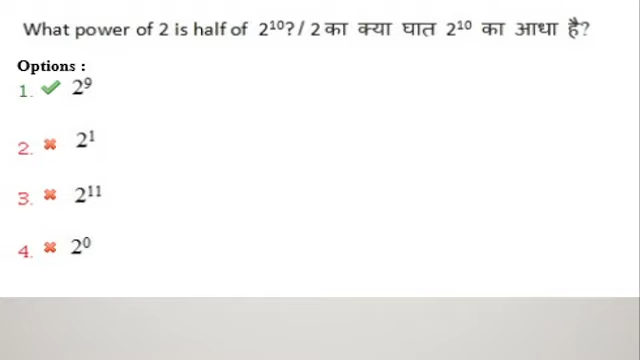 What power of 2 is half of 2¹⁰?/ 2 का क्या घात 2¹⁰ का आधा है?
Options :
1. 2⁹
2. 2¹
3. 2¹¹
4. 2⁰